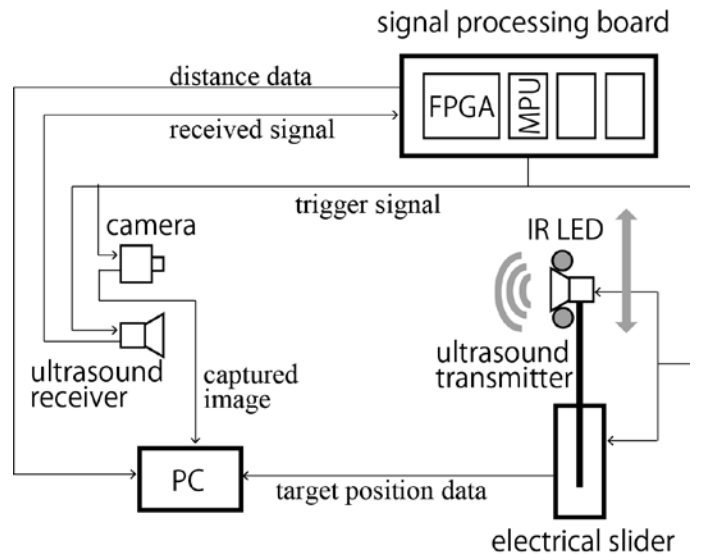 signal processing board
distance data
FPGA
MPU
received signal
trigger signal
camera
IR LED
ultrasound
receiver
captured
image
ultrasound
transmitter
PC
target position data
electrical slider